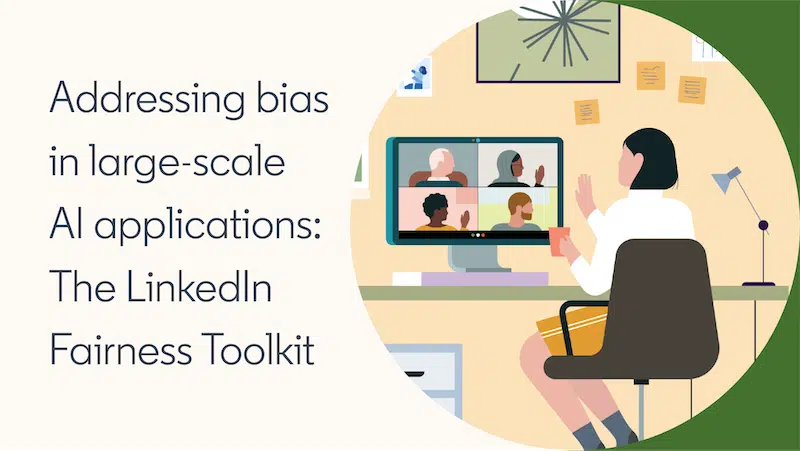 Addressing bias
in large-scale
AI applications:
The LinkedIn
Fairness Toolkit